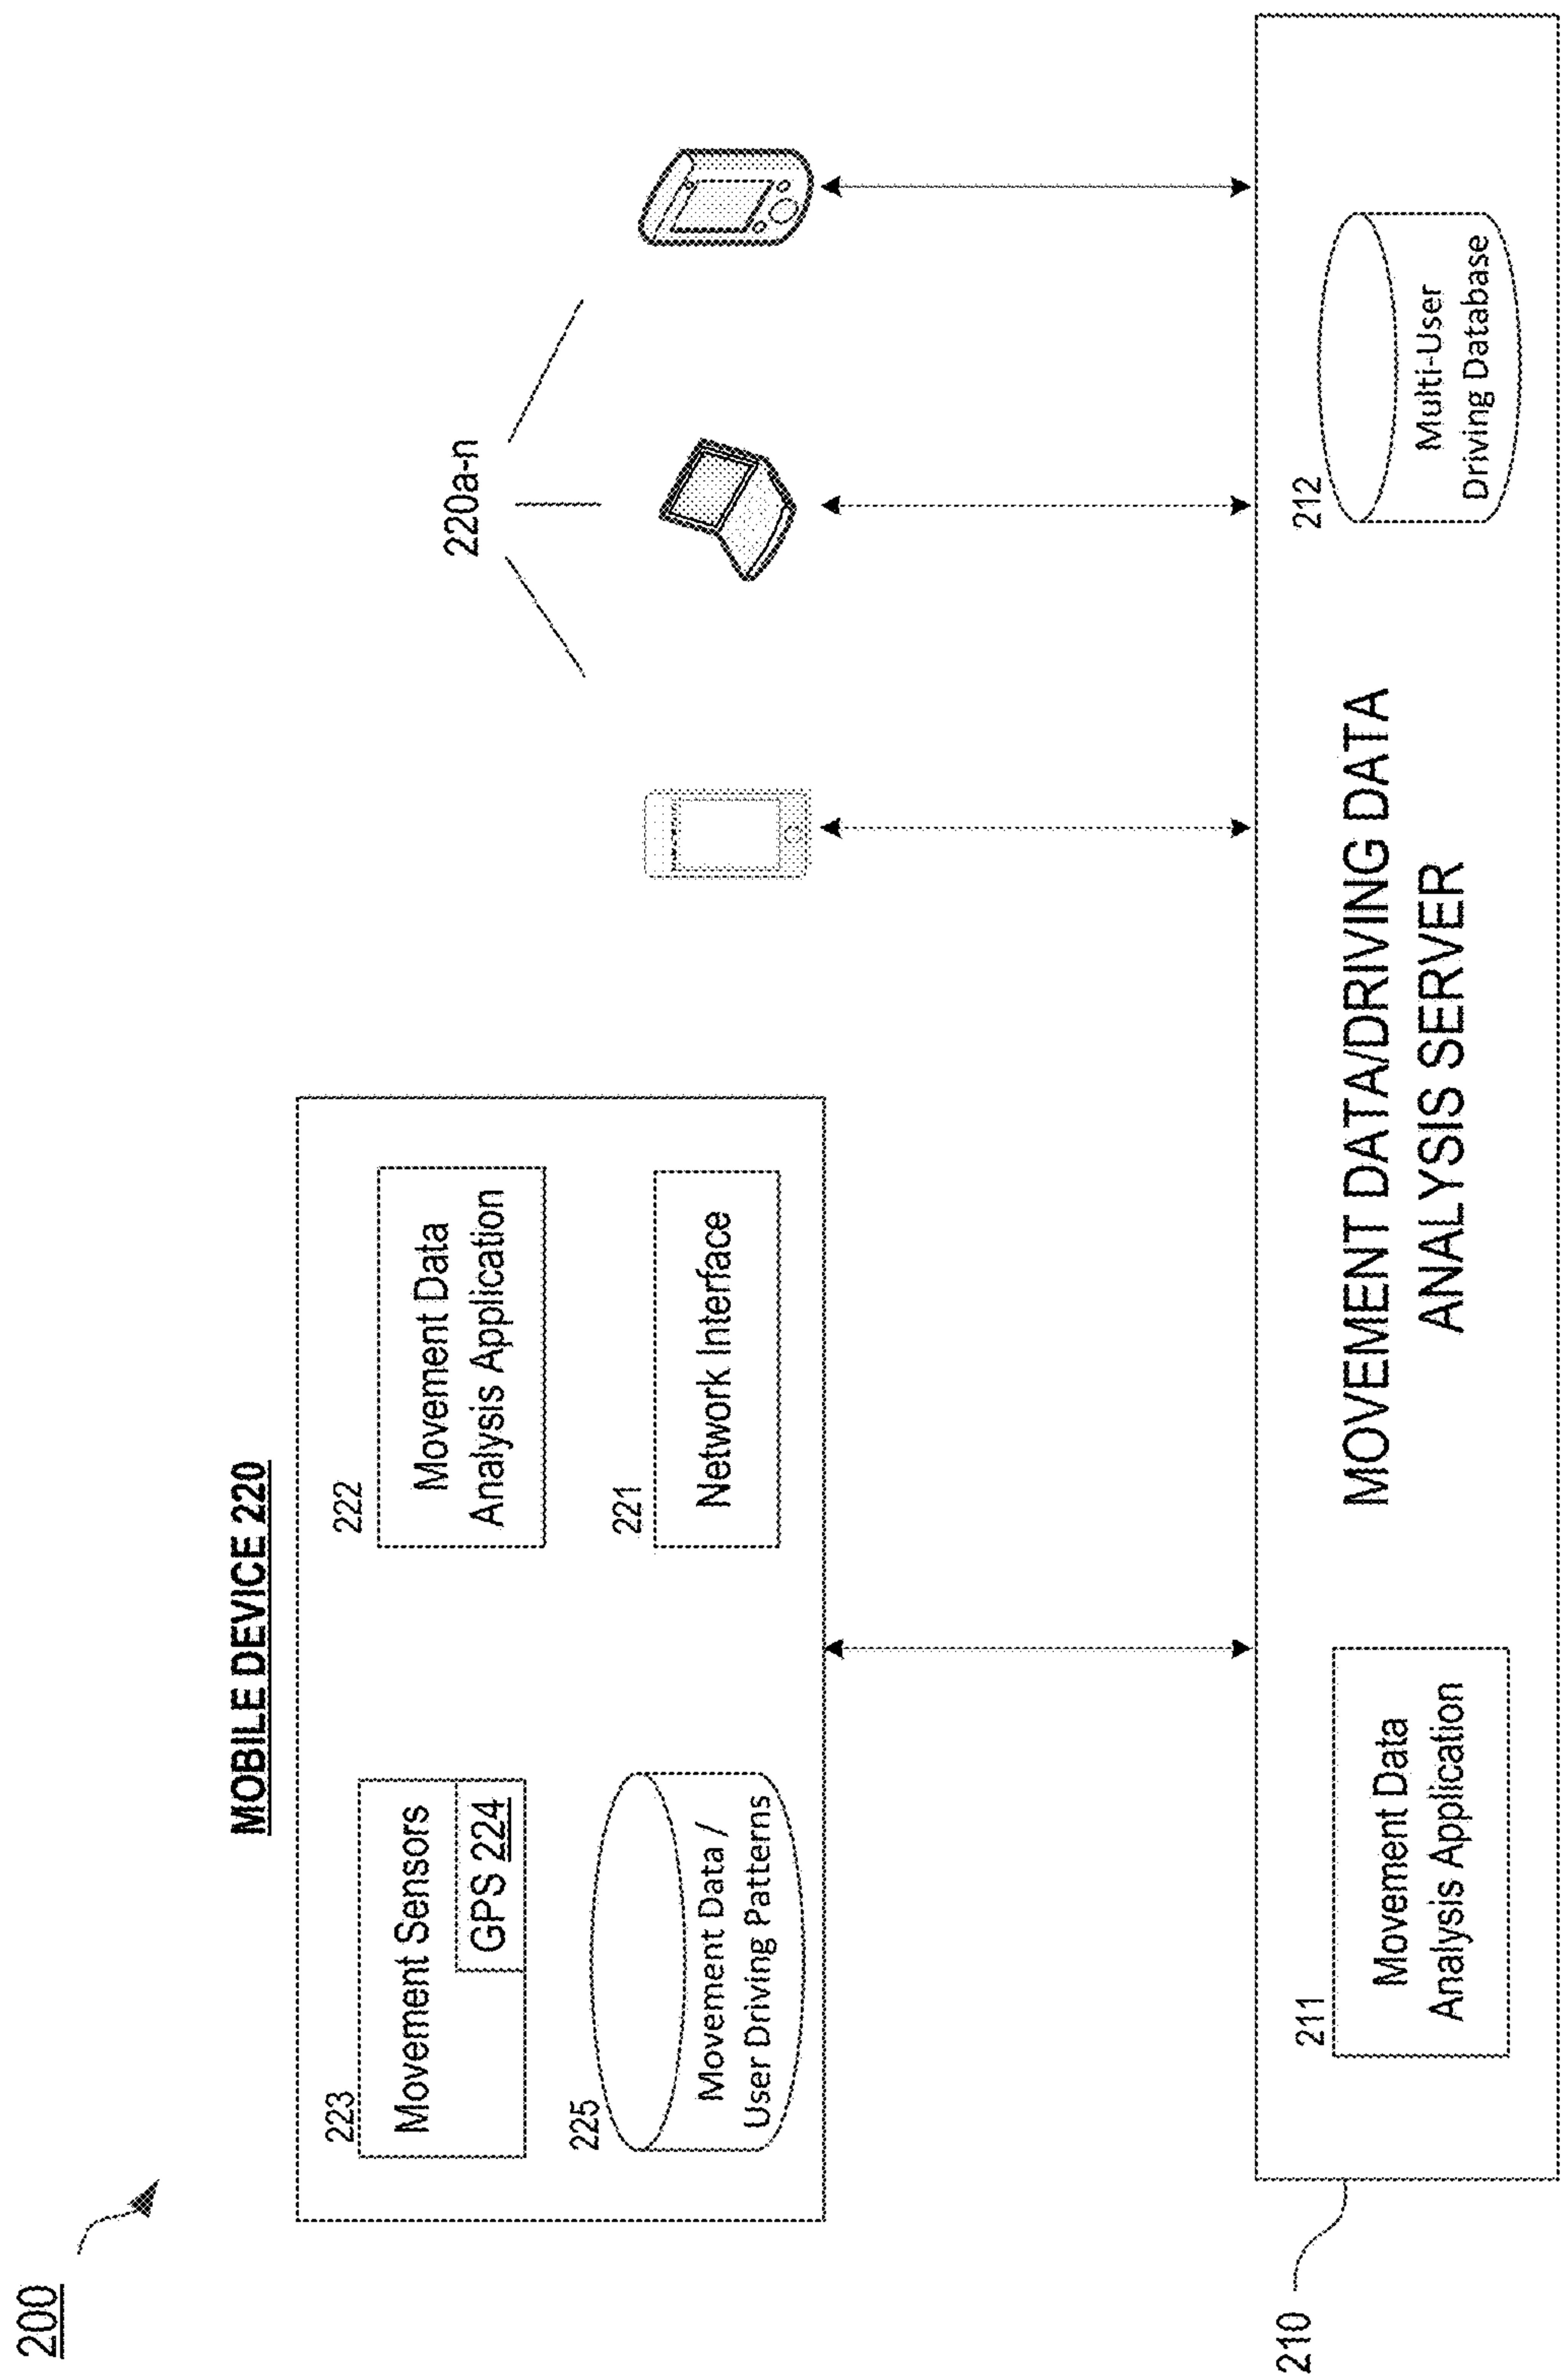 200
MOBILE DEVICE 220
223
Movement Sensors
GPS 224
222
Movement Data
Analysis Application
225
Movement Data /
User Driving Patterns
221
Network Interface
220a-n
210
211
Movement Data
Analysis Application
MOVEMENT DATA/DRIVING DATA
ANALYSIS SERVER
212
Multi-User
Driving Database